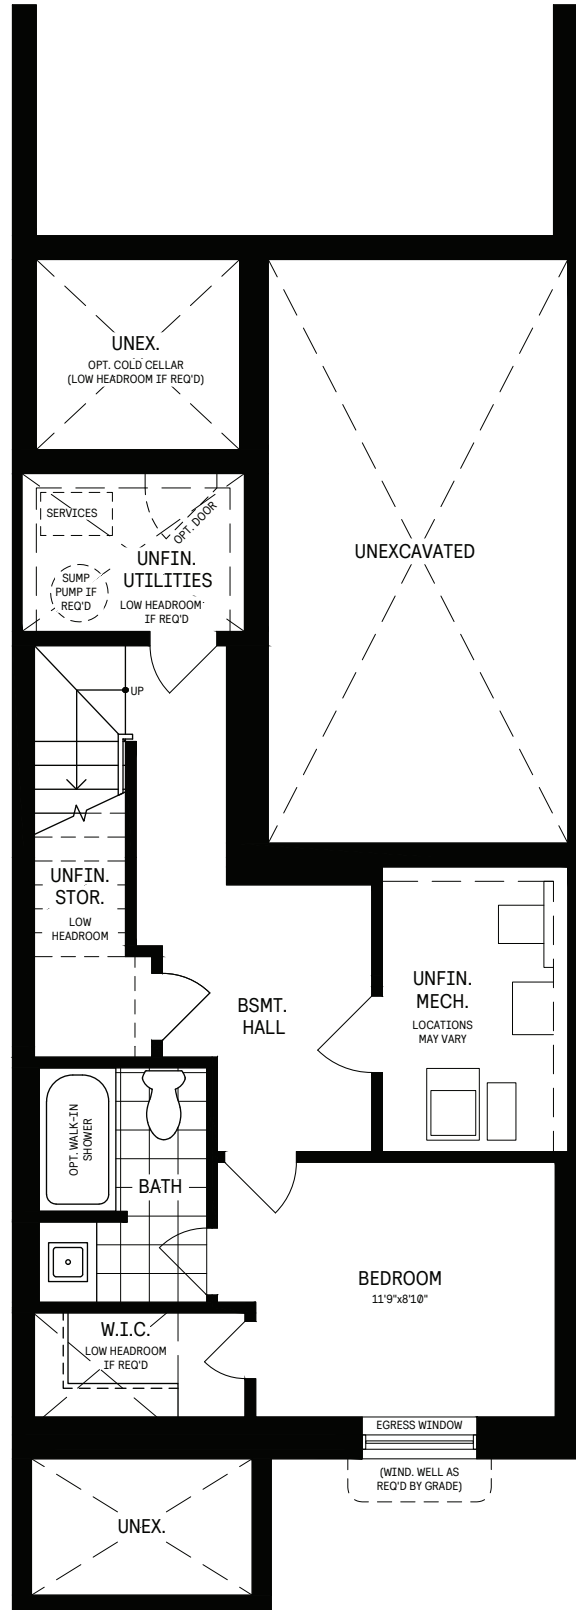 UNEX.
OPT. COLD CELLAR
(LOW HEADROOM IF REQ'D)
SERVICES
OPT. DOOR
UNFIN.
UTILITIES
LOW HEADROOM
IF REQ'D
SUMP
PUMP IF
REQ'D
UNEXCAVATED
UP
UNFIN.
STOR.
LOW
HEADROOM
BSMT.
HALL
UNFIN.
MECH.
LOCATIONS
MAY VARY
OPT. WALK-IN
SHOWER
BATH
BEDROOM
11'9"x8'10"
W.I.C.
LOW HEADROOM
IF REQ'D
EGRESS WINDOW
(WIND. WELL AS
REQ'D BY GRADE)
UNEX.